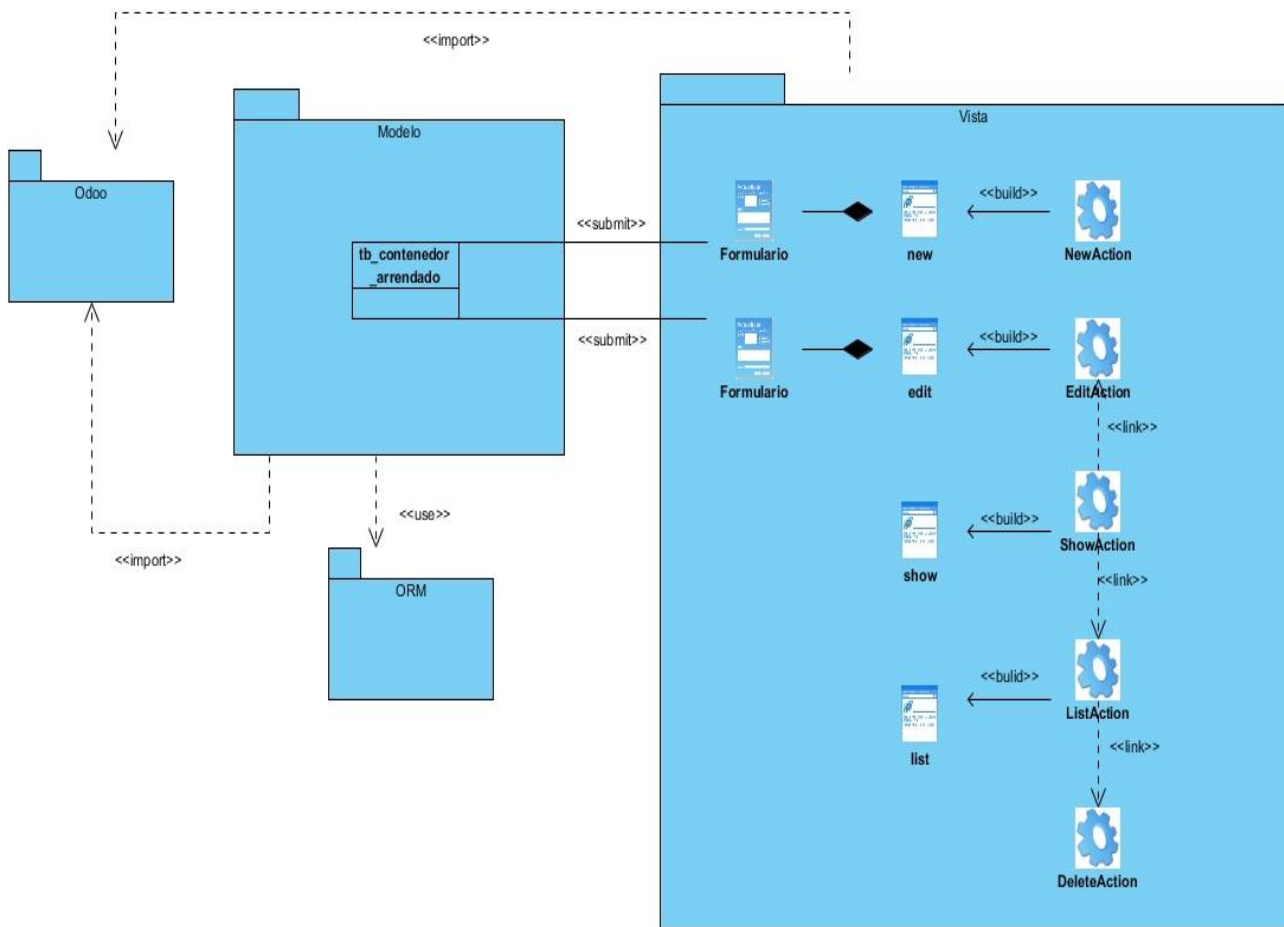 <<import>>
Vista
Modelo
Odoo
<<build>>
<<submit>>
tb_contenedor
_arrendado
Formulario
new
NewAction
<<build>>
<<submit>>
Formulario
edit
EditAction
<<link>>
<<use>>
<<build>>
ShowAction
<<import>>
show
<<link>>
ORM
<<bulid>>
ListAction
list
<<link>>
DeleteAction